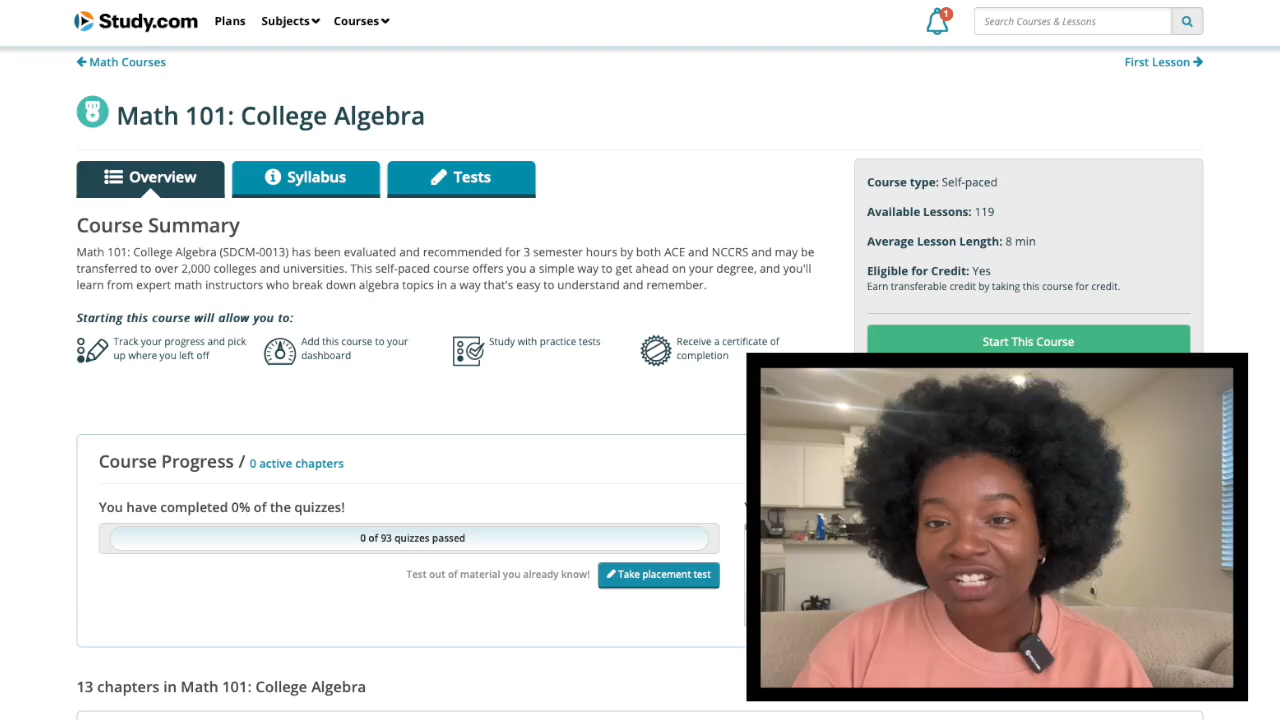 Study.com Plans Subjects Courses 1 Search Courses & Lessons
Math Courses First Lesson
Math 101: College Algebra
Overview Syllabus Tests
Course Summary
Math 101: College Algebra (SDCM-0013) has been evaluated and recommended for 3 semester hours by both ACE and NCCRS and may be
transferred to over 2,000 colleges and universities. This self-paced course offers you a simple way to get ahead on your degree, and you'll
learn from expert math instructors who break down algebra topics in a way that's easy to understand and remember.
Starting this course will allow you to:
Track your progress and pick
up where you left off
Add this course to your
dashboard
Study with practice tests
Receive a certificate of
completion
Course type: Self-paced
Available Lessons: 119
Average Lesson Length: 8 min
Eligible for Credit: Yes
Earn transferable credit by taking this course for credit.
Start This Course
Course Progress / 0 active chapters
You have completed 0% of the quizzes!
0 of 93 quizzes passed
Test out of material you already know! Take placement test
13 chapters in Math 101: College Algebra